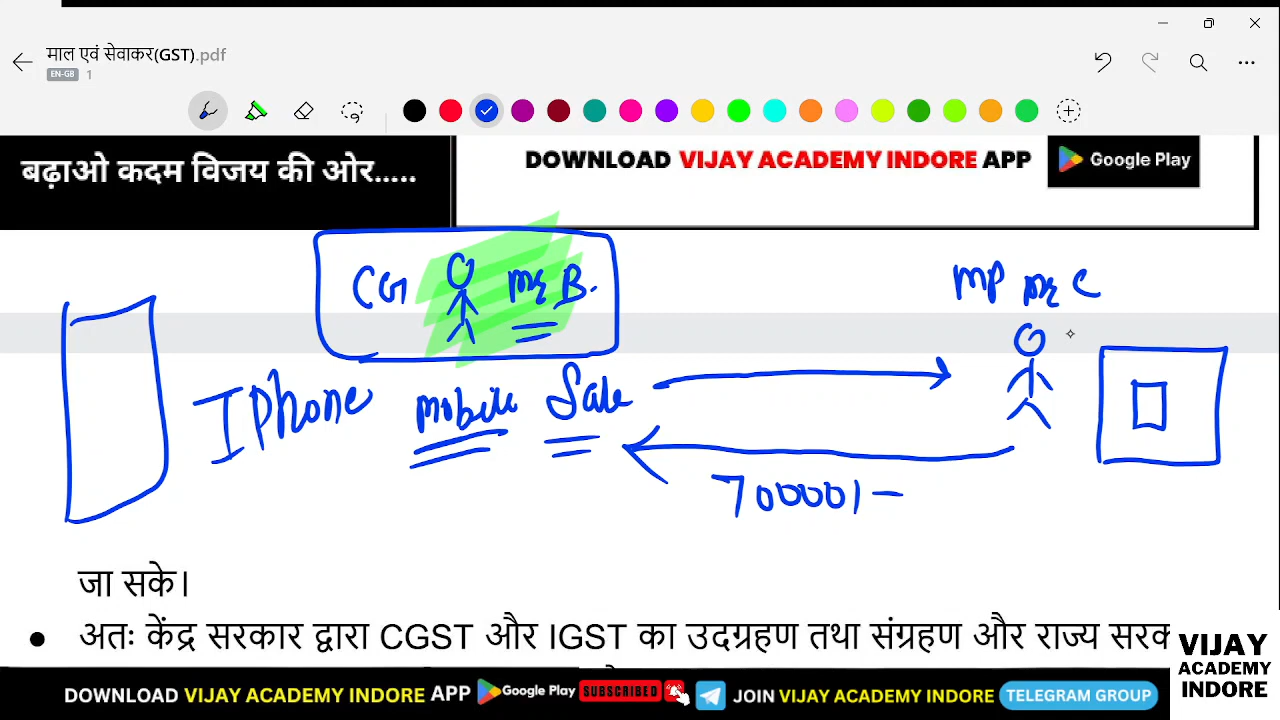 माल एवं सेवाकर(GST).pdf
EN-GB 1
बढ़ाओ कदम विजय की ओर.....
DOWNLOAD VIJAY ACADEMY INDORE APP
Google Play
CG Mr B.
MP Mr C
IPhone mobile Sale
70000/-
जा सके।
● अतः केंद्र सरकार द्वारा CGST और IGST का उदग्रहण तथा संग्रहण और राज्य
VIJAY
ACADEMY
INDORE
DOWNLOAD VIJAY ACADEMY INDORE APP Google Play SUBSCRIBED JOIN VIJAY ACADEMY INDORE TELEGRAM GROUP